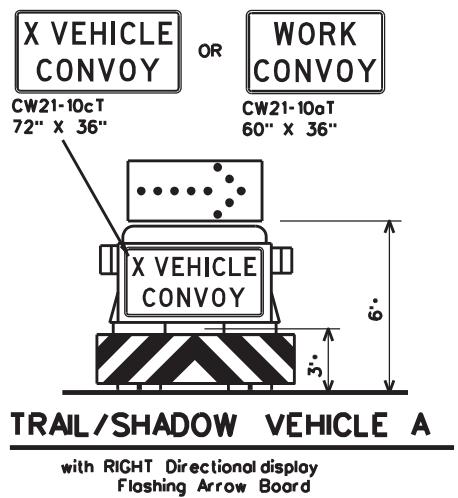 X VEHICLE
CONVOY
OR
WORK
CONVOY
CW21-10cT
72" X 36"
CW21-10aT
60" X 36"
X VEHICLE
CONVOY
6'•
3'•
TRAIL/SHADOW VEHICLE A
with RIGHT Directional display
Flashing Arrow Board